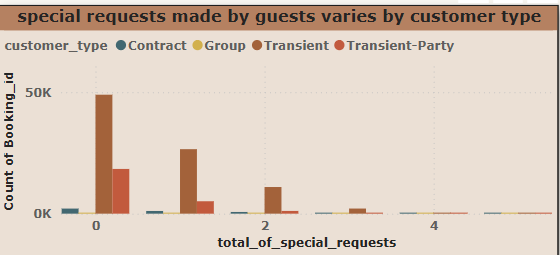 special requests made by guests varies by customer type
customer_type Contract Group Transient Transient-Party
Count of Booking_id
50K
0K
0 2 4
total_of_special_requests